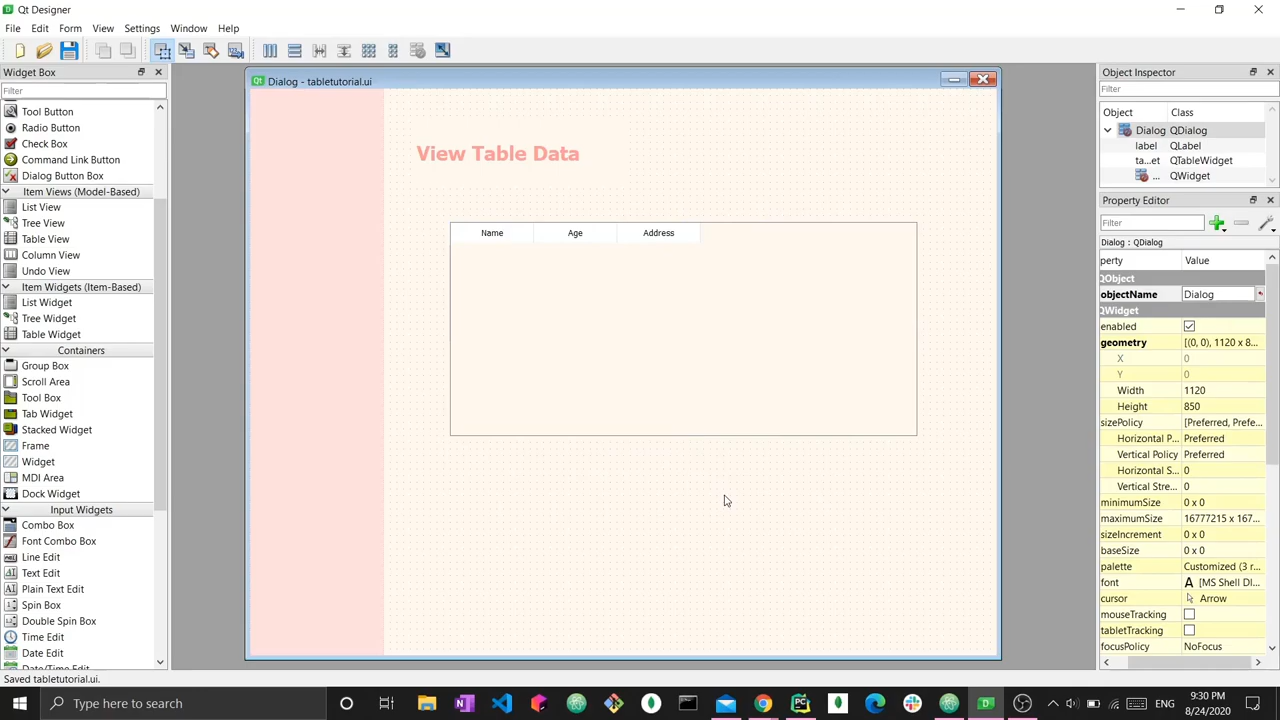 Qt Designer
File Edit Form View Settings Window Help
Widget Box
Filter
Tool Button
Radio Button
Check Box
Command Link Button
Dialog Button Box
Item Views (Model-Based)
List View
Tree View
Table View
Column View
Undo View
Item Widgets (Item-Based)
List Widget
Tree Widget
Table Widget
Containers
Group Box
Scroll Area
Tool Box
Tab Widget
Stacked Widget
Frame
Widget
MDI Area
Dock Widget
Input Widgets
Combo Box
Font Combo Box
Line Edit
Text Edit
Plain Text Edit
Spin Box
Double Spin Box
Time Edit
Date Edit
Date/Time Edit
Saved tabletutorial.ui.
Dialog - tabletutorial.ui
View Table Data
Name Age Address
Object Inspector
Filter
Object Class
Dialog QDialog
label QLabel
ta...et QTableWidget
... QWidget
Property Editor
Filter
Dialog : QDialog
perty Value
QObject
objectName Dialog
QWidget
enabled
geometry [(0, 0), 1120 x 8...
X 0
Y 0
Width 1120
Height 850
sizePolicy [Preferred, Prefe...
Horizontal P... Preferred
Vertical Policy Preferred
Horizontal S... 0
Vertical Stre... 0
minimumSize 0 x 0
maximumSize 16777215 x 167...
sizeIncrement 0 x 0
baseSize 0 x 0
palette Customized (3 r...
font A [MS Shell Dl...
cursor Arrow
mouseTracking
tabletTracking
focusPolicy NoFocus
Type here to search
9:30 PM
8/24/2020